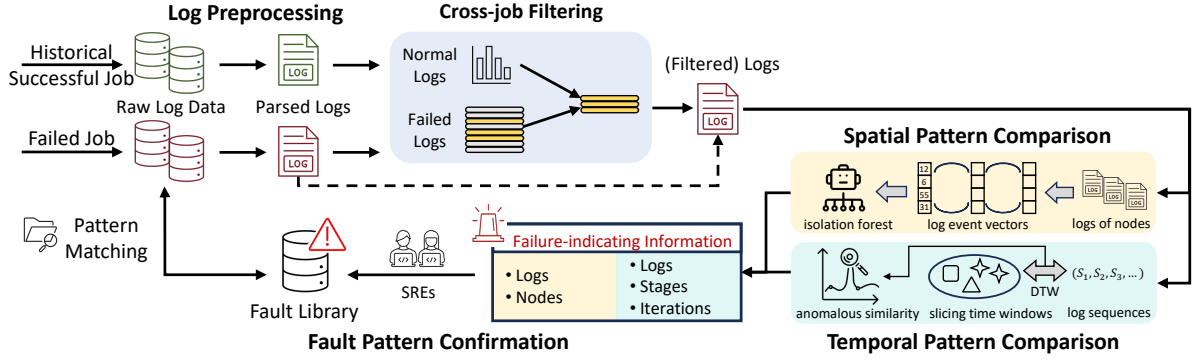 Log Preprocessing
Cross-job Filtering
Historical
Successful Job
Raw Log Data
LOG
Parsed Logs
Failed Job
LOG
Normal
Logs
Failed
Logs
(Filtered) Logs
LOG
Spatial Pattern Comparison
isolation forest
12
6
55
31
log event vectors
LOG
LOG
LOG
logs of nodes
anomalous similarity
slicing time windows
DTW
(S₁, S₂, S₃, ...)
log sequences
Temporal Pattern Comparison
Failure-indicating Information
• Logs
• Nodes
• Logs
• Stages
• Iterations
SREs
Fault Library
Pattern
Matching
Fault Pattern Confirmation